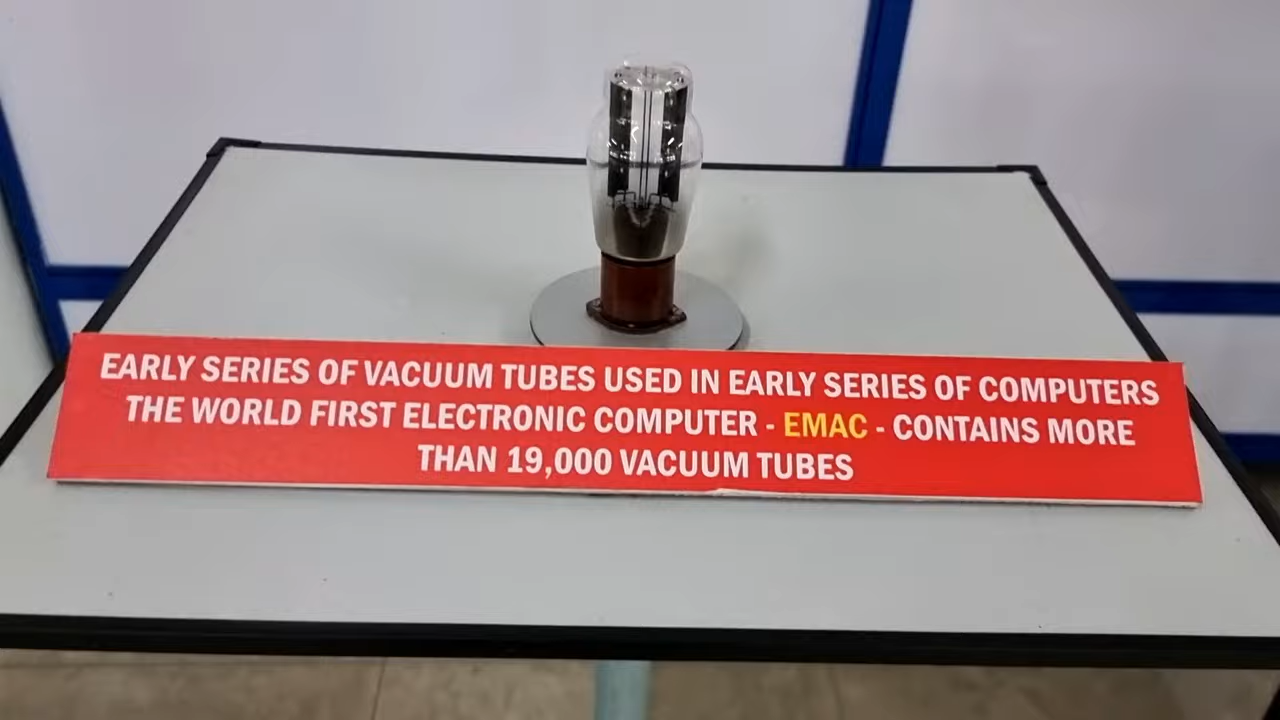 EARLY SERIES OF VACUUM TUBES USED IN EARLY SERIES OF COMPUTERS
THE WORLD FIRST ELECTRONIC COMPUTER - EMAC - CONTAINS MORE
THAN 19,000 VACUUM TUBES